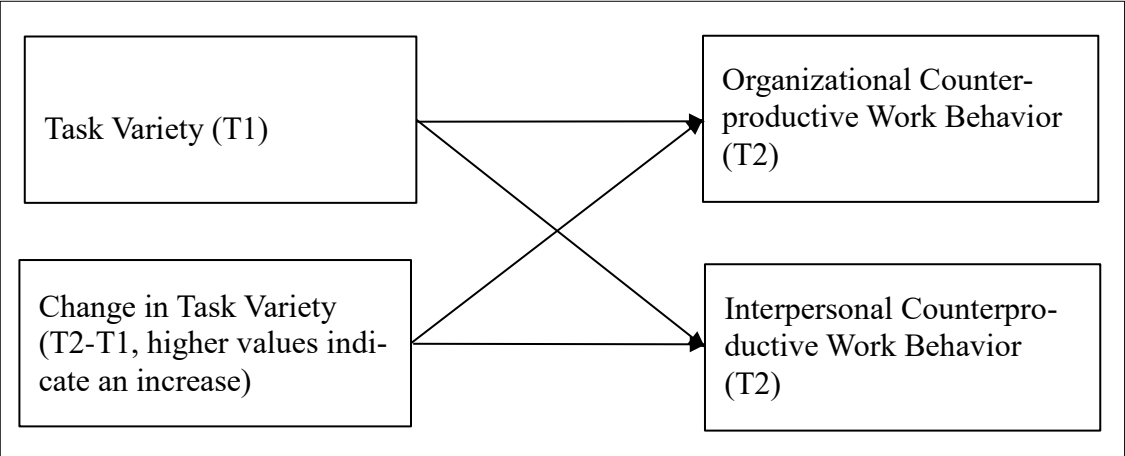 Task Variety (T1)
Organizational Counter-
productive Work Behavior
(T2)
Change in Task Variety
(T2-T1, higher values indi-
cate an increase)
Interpersonal Counterpro-
ductive Work Behavior
(T2)